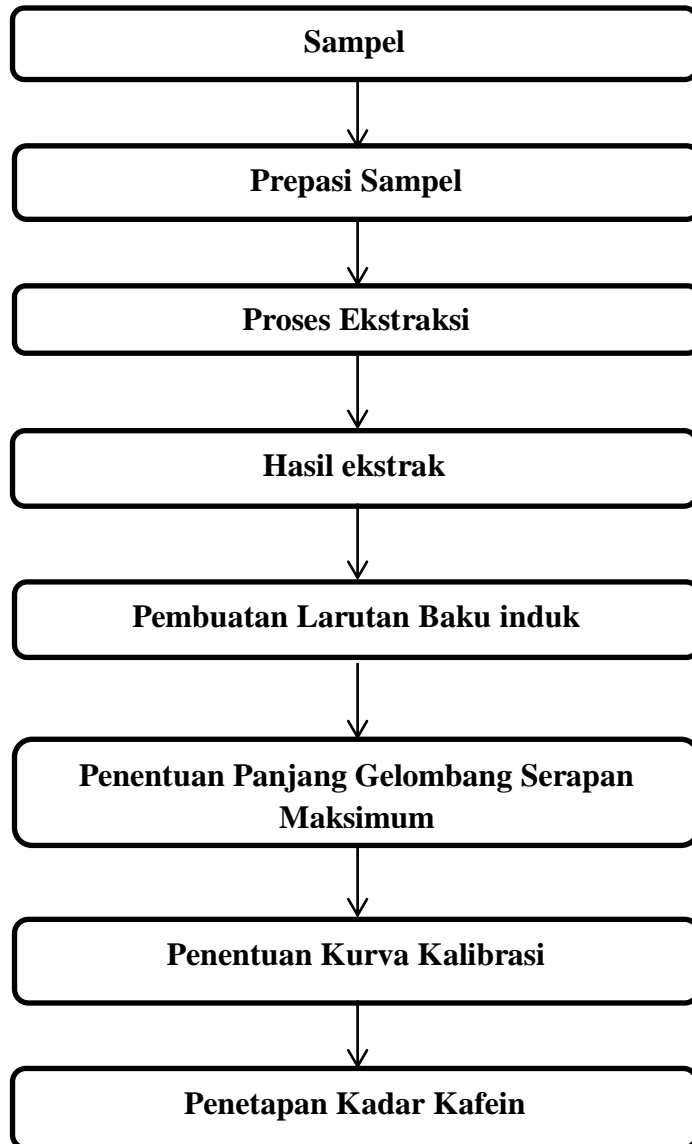 Sampel
Prepasi Sampel
Proses Ekstraksi
Hasil ekstrak
Pembuatan Larutan Baku induk
Penentuan Panjang Gelombang Serapan
Maksimum
Penentuan Kurva Kalibrasi
Penetapan Kadar Kafein